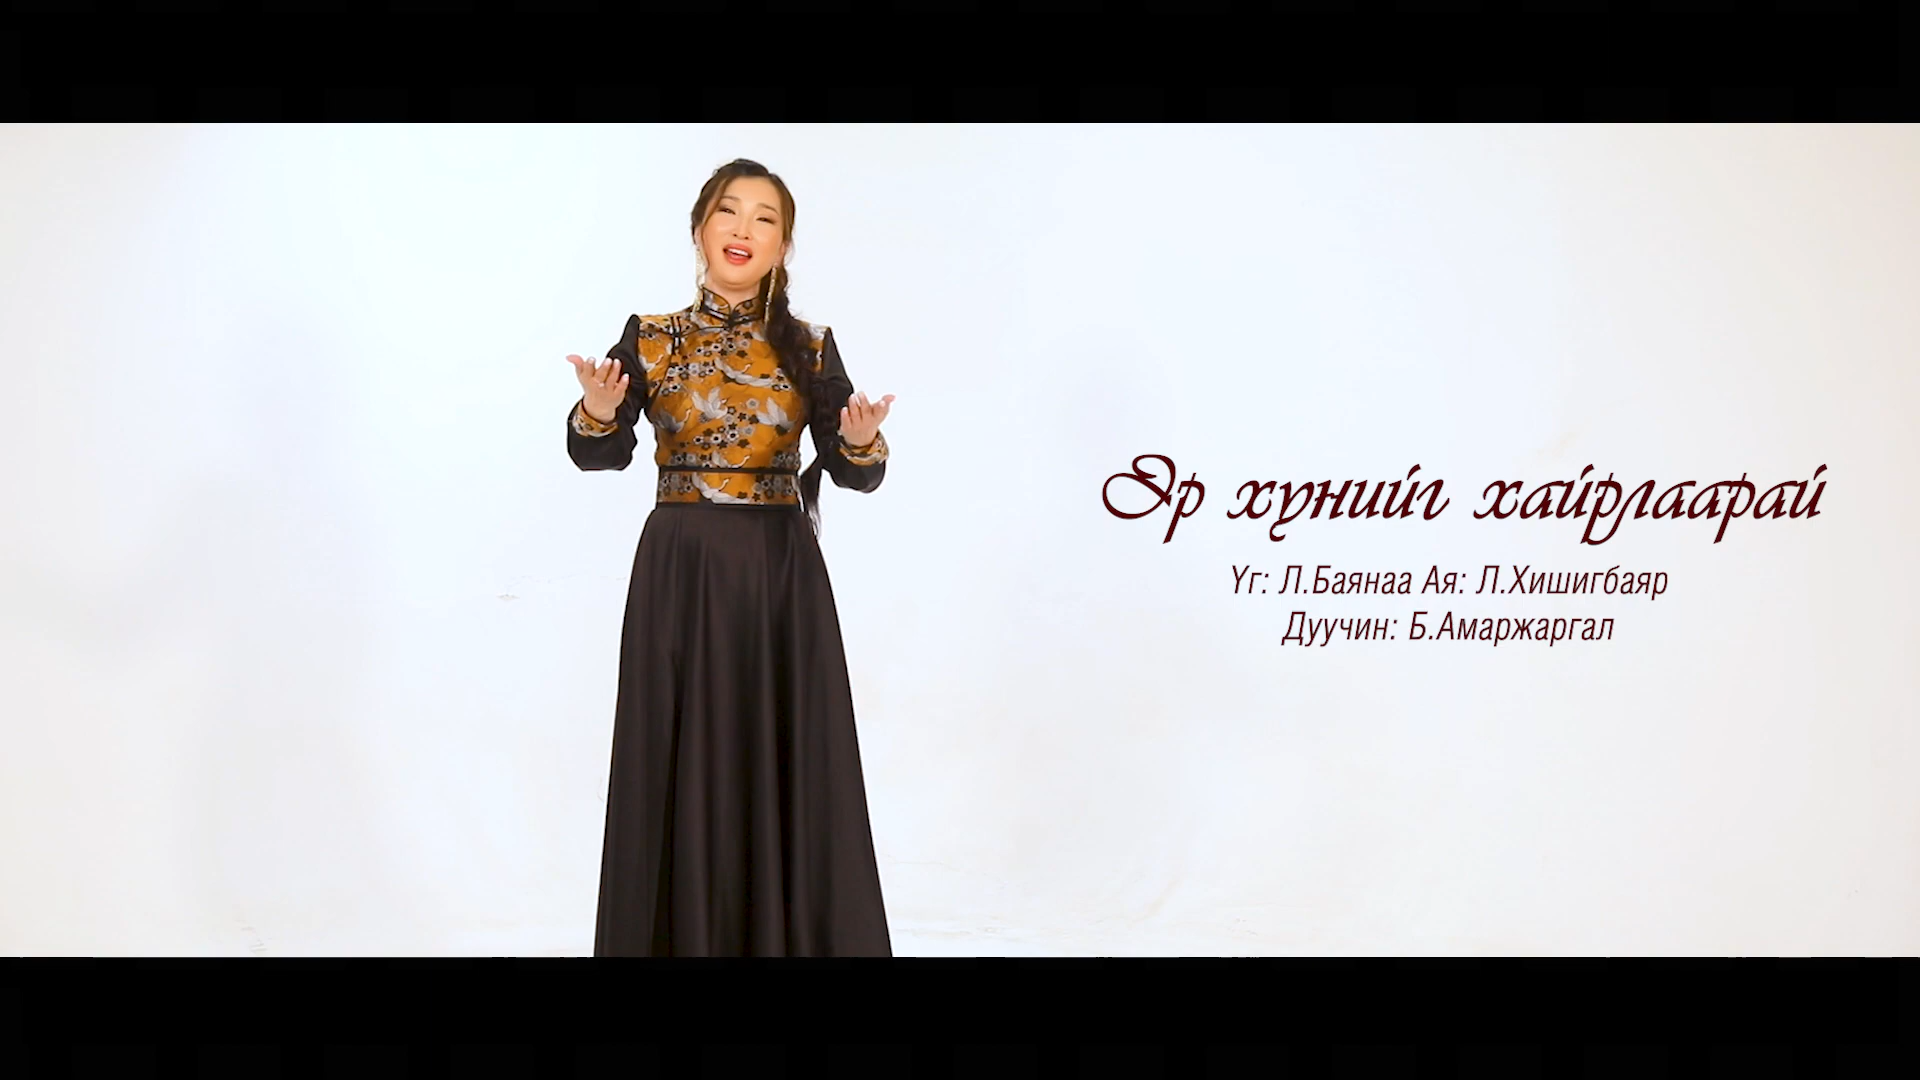 Эр хүнийг хайрлаарай
Үг: Л.Баянаа Ая: Л.Хишигбаяр
Дуучин: Б.Амаржаргал